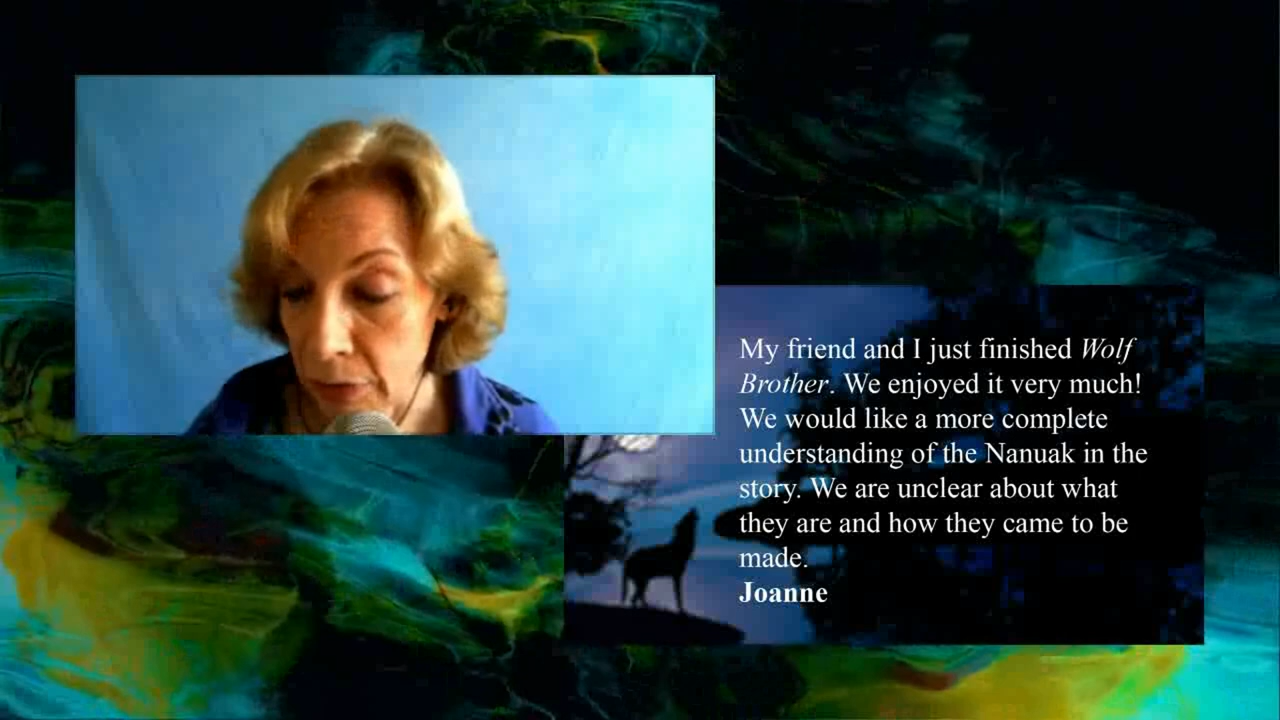 My friend and I just finished Wolf
Brother. We enjoyed it very much!
We would like a more complete
understanding of the Nanuak in the
story. We are unclear about what
they are and how they came to be
made.
Joanne